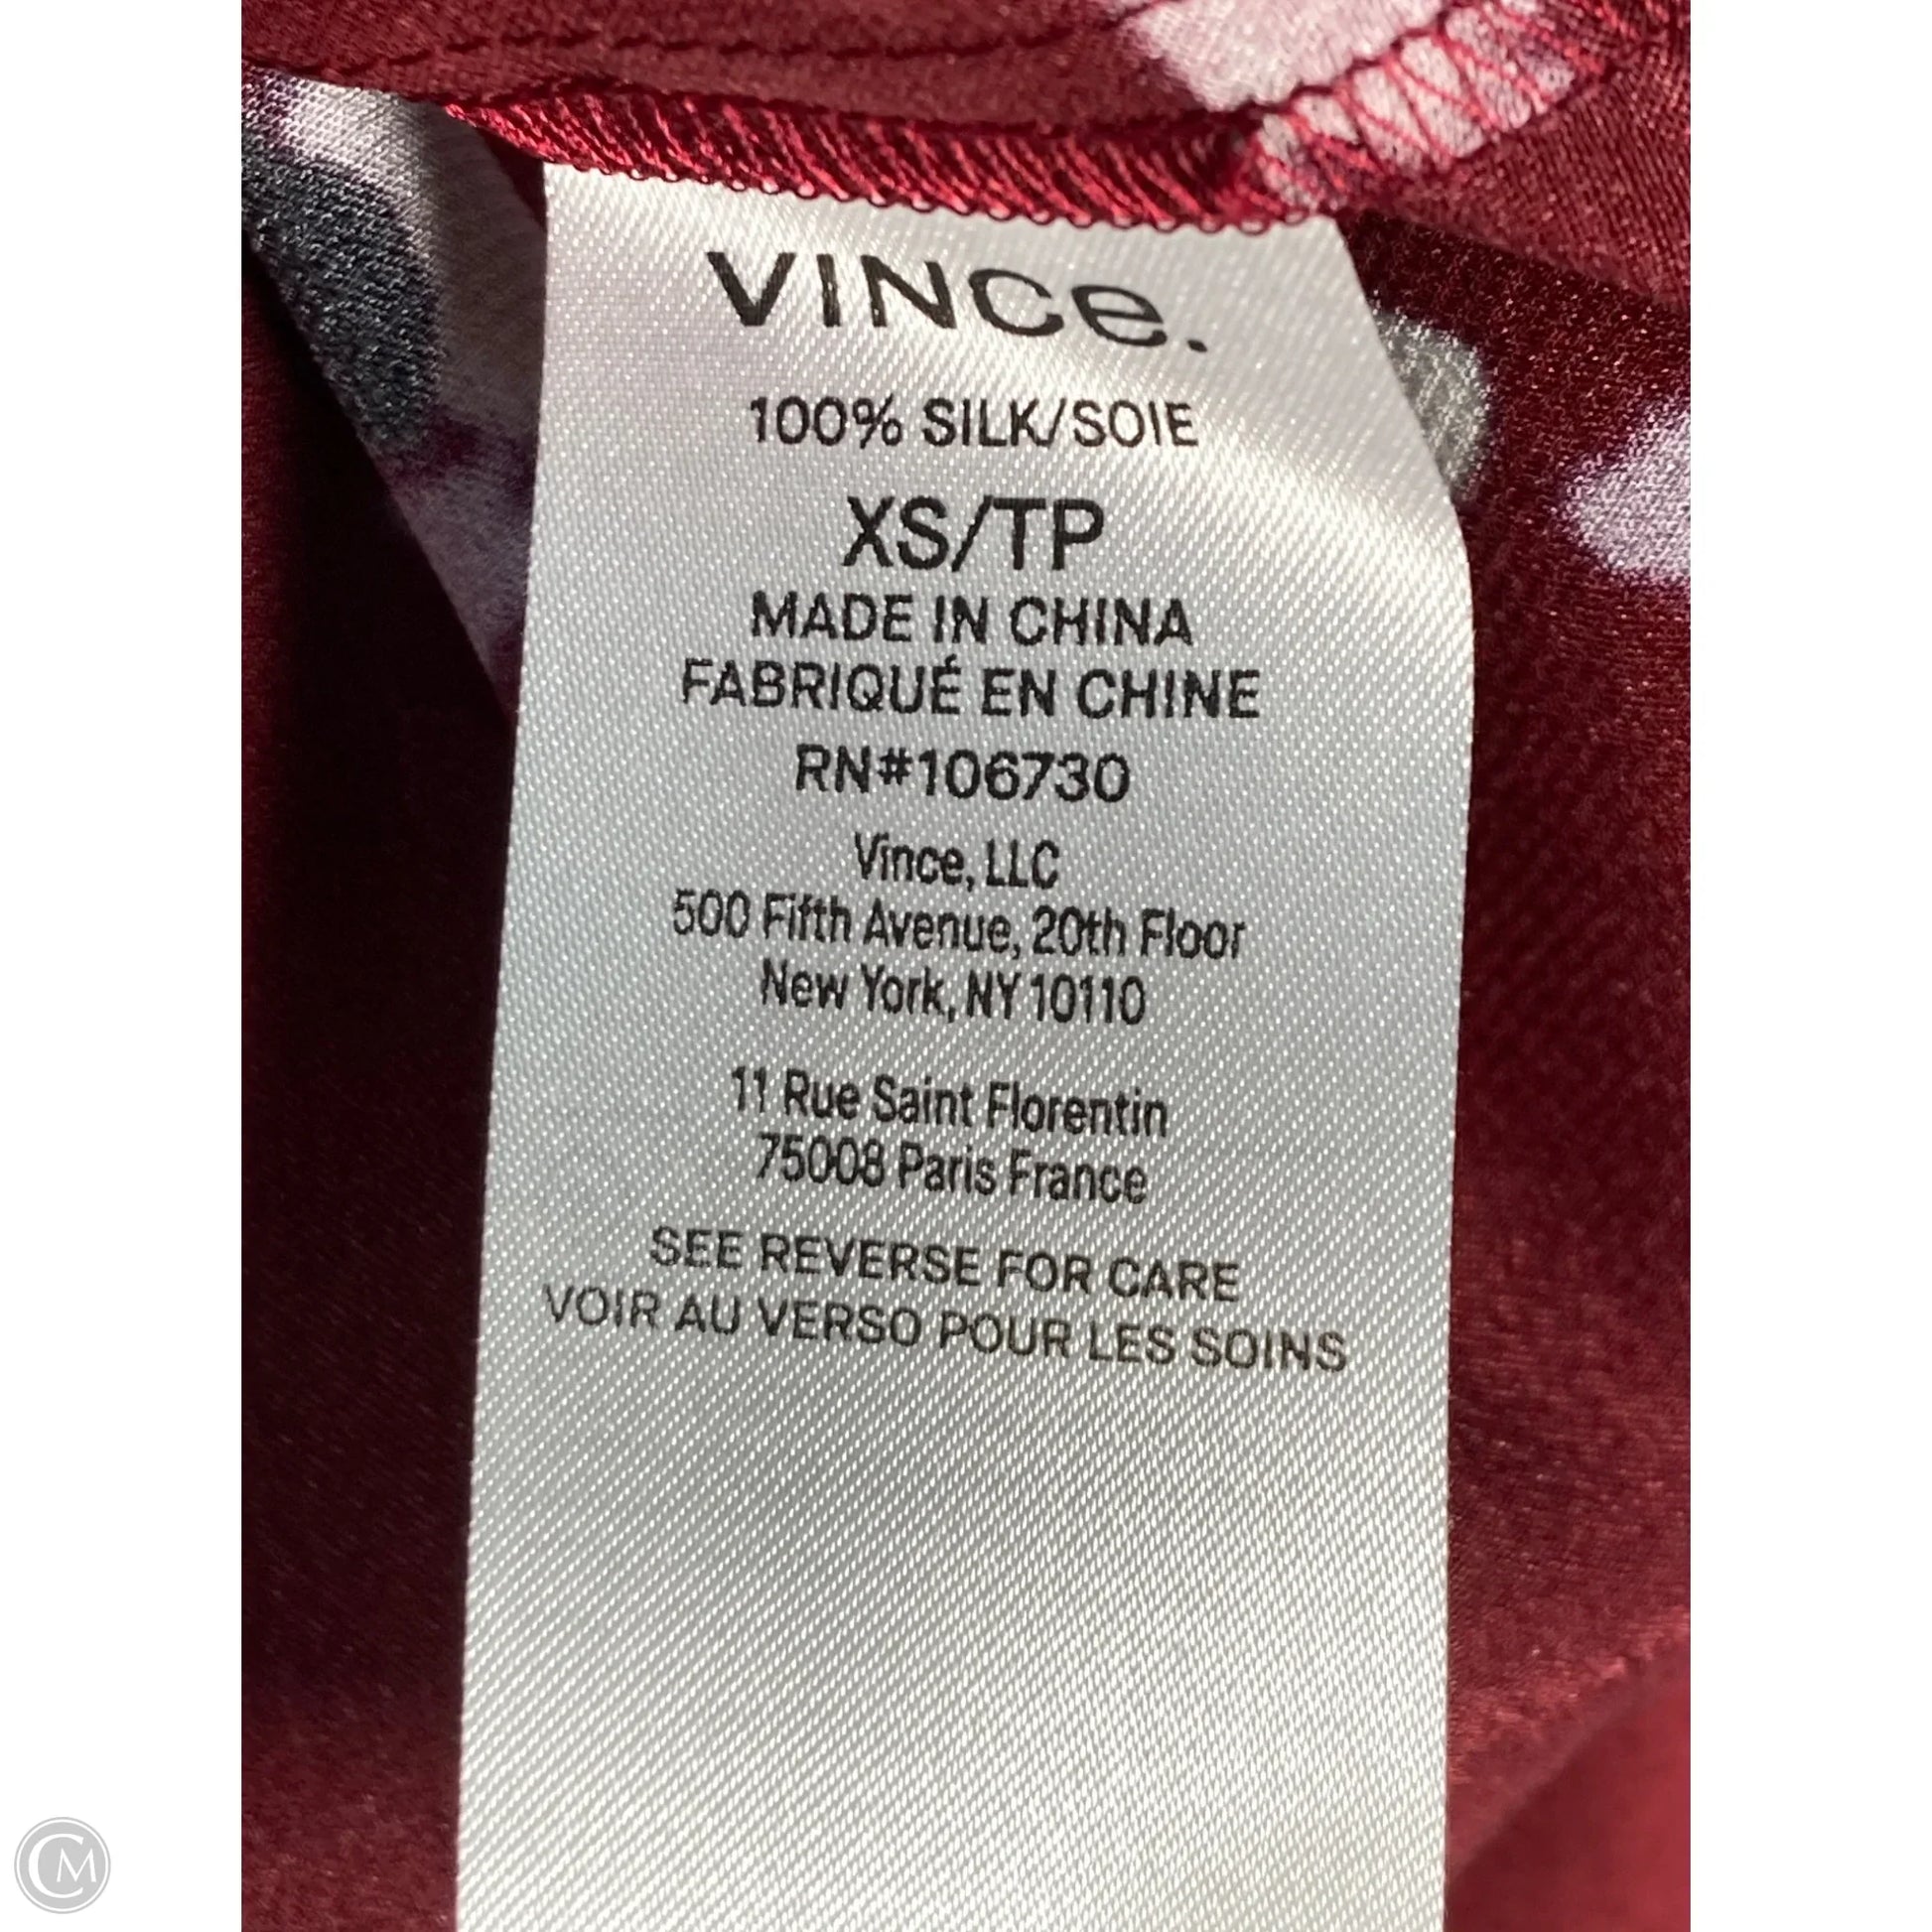 VINCe.
100% SILK/SOIE
XS/TP
MADE IN CHINA
FABRIQUÉ EN CHINE
RN#106730
Vince, LLC
500 Fifth Avenue, 20th Floor
New York, NY 10110
11 Rue Saint Florentin
75008 Paris France
SEE REVERSE FOR CARE
VOIR AU VERSO POUR LES SOINS
CM